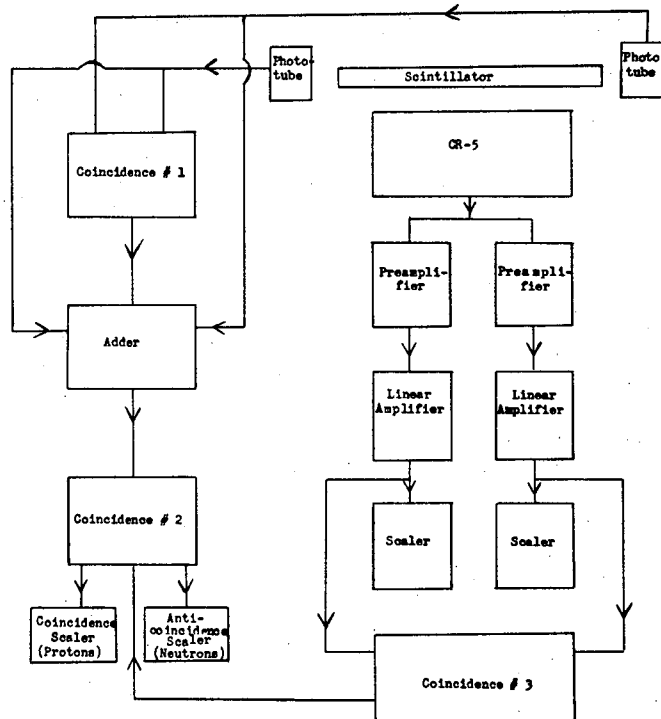 Photo-
tube
Scintillator
Photo
tube
CR-5
Coincidence # 1
Preampli-
fier
Preampli-
fier
Adder
Linear
Amplifier
Linear
Amplifier
Coincidence # 2
Scaler
Scaler
Coincidence
Scaler
(Protons)
Anti-
coincidence
Scaler
(Neutrons)
Coincidence # 3